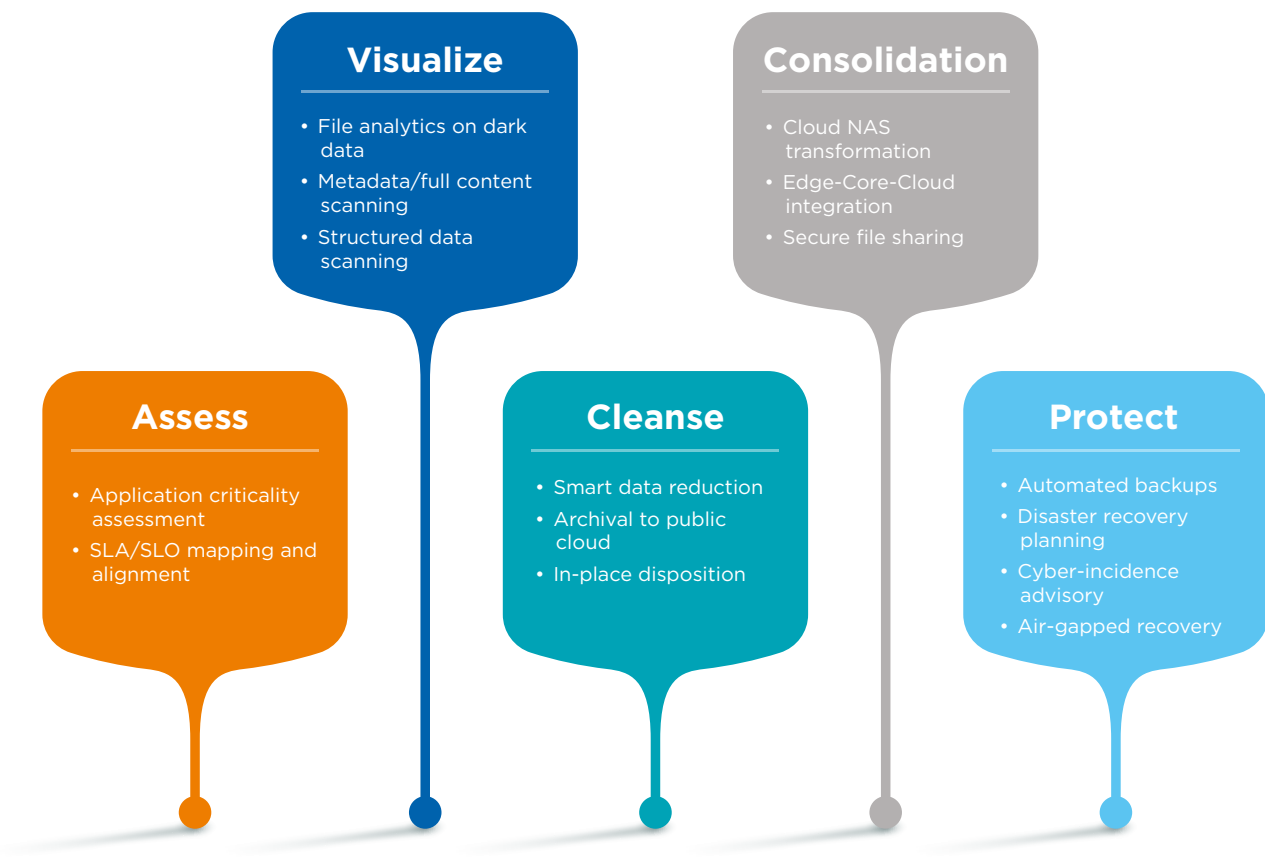 Visualize
• File analytics on dark
data
• Metadata/full content
scanning
• Structured data
scanning
Consolidation
• Cloud NAS
transformation
• Edge-Core-Cloud
integration
• Secure file sharing
Assess
• Application criticality
assessment
• SLA/SLO mapping and
alignment
Cleanse
• Smart data reduction
• Archival to public
cloud
• In-place disposition
Protect
• Automated backups
• Disaster recovery
planning
• Cyber-incidence
advisory
• Air-gapped recovery